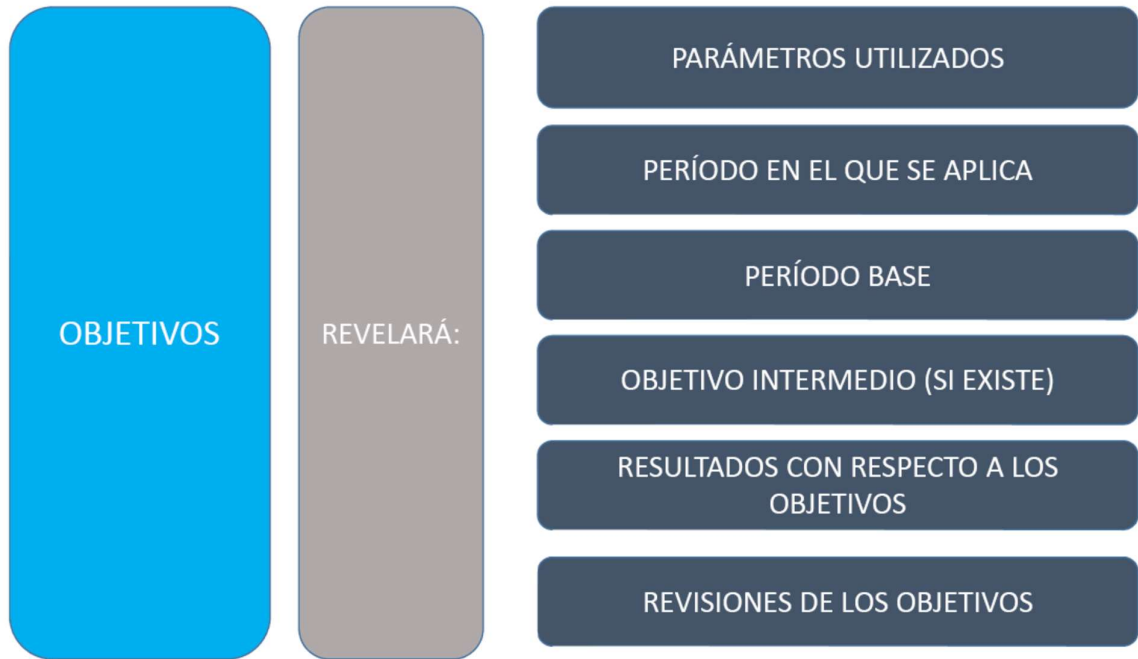 OBJETIVOS
REVELARÁ:
PARÁMETROS UTILIZADOS
PERÍODO EN EL QUE SE APLICA
PERÍODO BASE
OBJETIVO INTERMEDIO (SI EXISTE)
RESULTADOS CON RESPECTO A LOS
OBJETIVOS
REVISIONES DE LOS OBJETIVOS